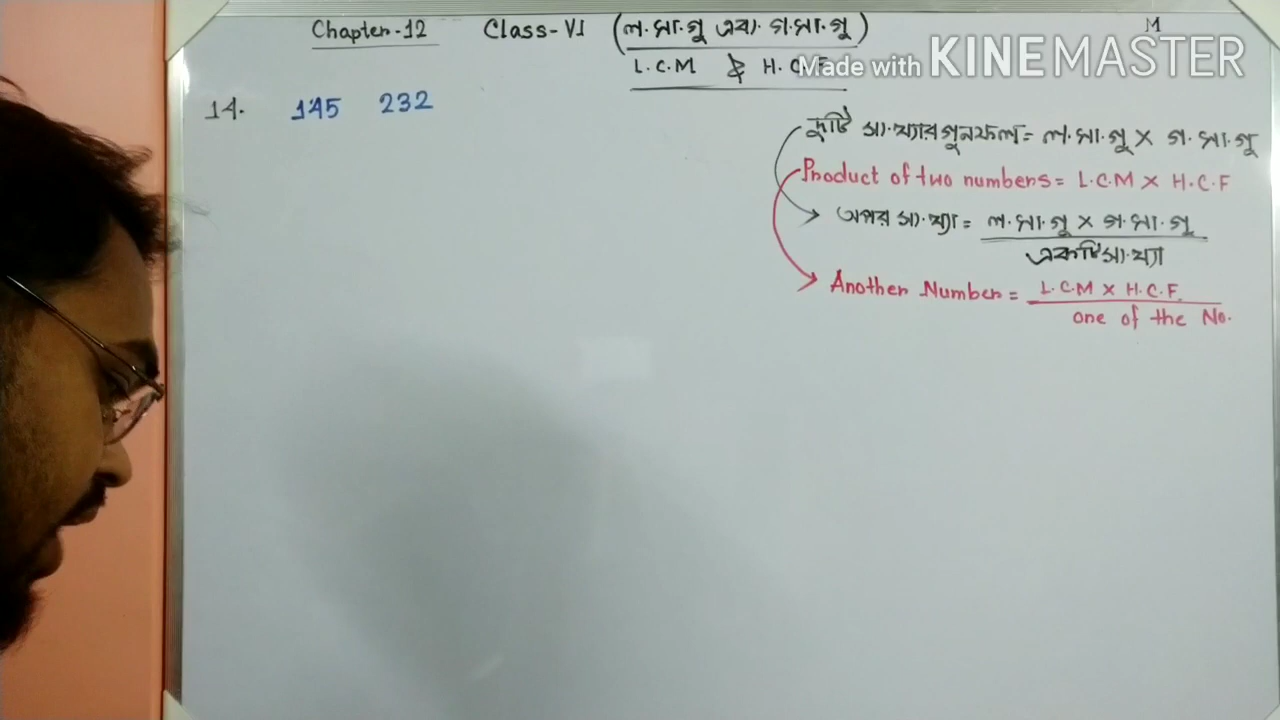 Chapter-12 Class-VI (ল.সা.গু এবং গ.সা.গু) M
L.C.M & H.C.F
Made with KINEMASTER
14. 145 232
দুটি সংখ্যার গুনফল = ল.সা.গু × গ.সা.গু
Product of two numbers = L.C.M × H.C.F
অপর সংখ্যা = ল.সা.গু × গ.সা.গু
একটি সংখ্যা
Another Number = L.C.M × H.C.F.
one of the No.